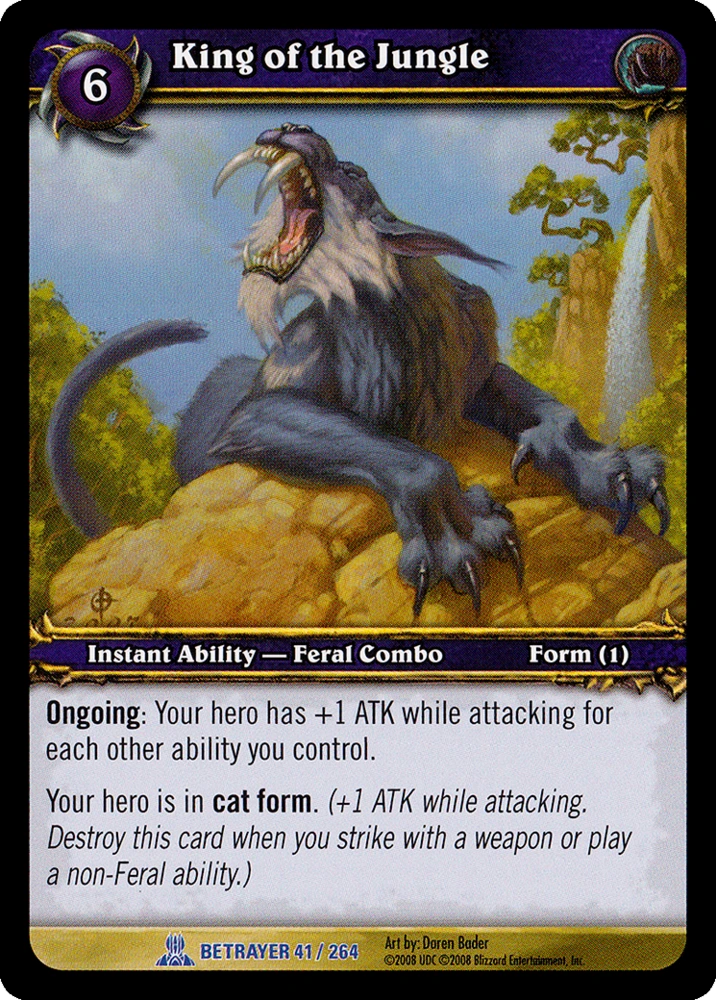 6
King of the Jungle
Instant Ability — Feral Combo Form (1)
Ongoing: Your hero has +1 ATK while attacking for
each other ability you control.
Your hero is in cat form. (+1 ATK while attacking.
Destroy this card when you strike with a weapon or play
a non-Feral ability.)
BETRAYER 41 / 264
Art by: Daren Bader
©2008 UDC ©2008 Blizzard Entertainment, Inc.